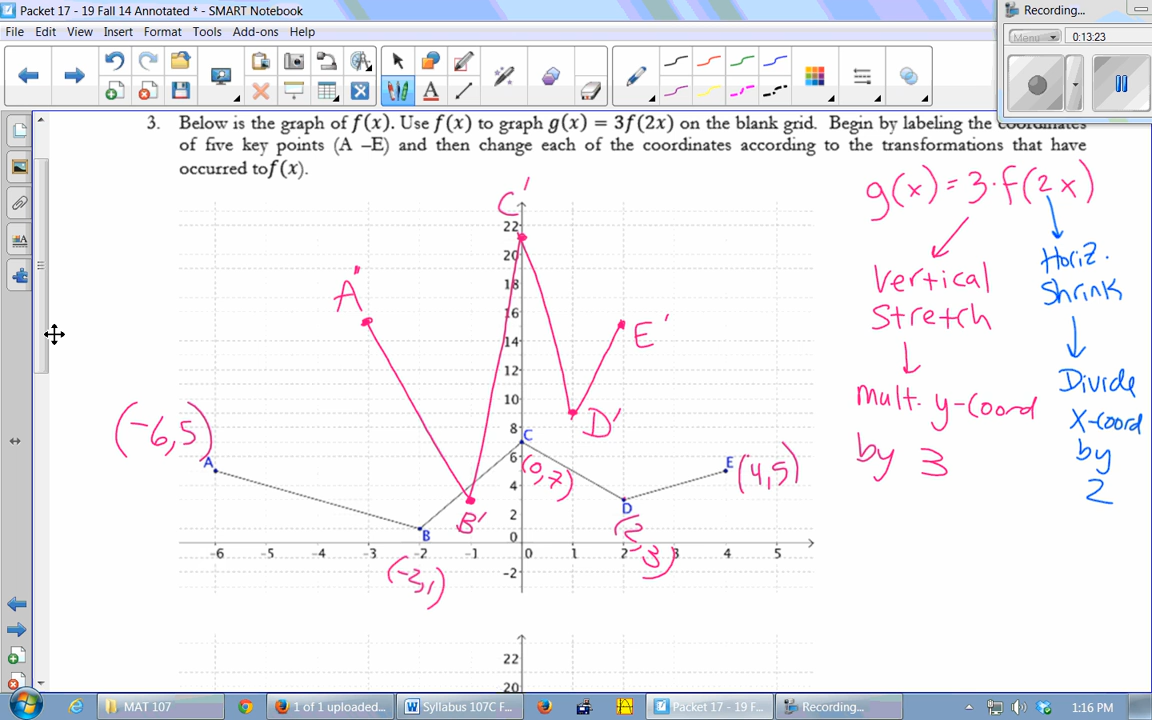 Packet 17 - 19 Fall 14 Annotated * - SMART Notebook
Recording...
File Edit View Insert Format Tools Add-ons Help
Menu
0:13:23
3. Below is the graph of f(x). Use f(x) to graph g(x) = 3f(2x) on the blank grid. Begin by labeling the coordinates
of five key points (A –E) and then change each of the coordinates according to the transformations that have
occurred to f(x).
g(x) = 3·f(2x)
C'
22
20
18
16
14
12
10
8
6
4
2
0
-2
A'
E'
D'
B'
Vertical
Stretch
Mult. y-coord
by 3
Horiz.
Shrink
Divide
X-coord
by
2
(-6,5)
A
C
(0,7)
E (4,5)
B
(-2,1)
D
(2,3)
-6 -5 -4 -3 -2 -1 0 1 2 3 4 5
22
20
MAT 107
1 of 1 uploaded...
Syllabus 107C F...
Packet 17 - 19 F...
Recording...
1:16 PM